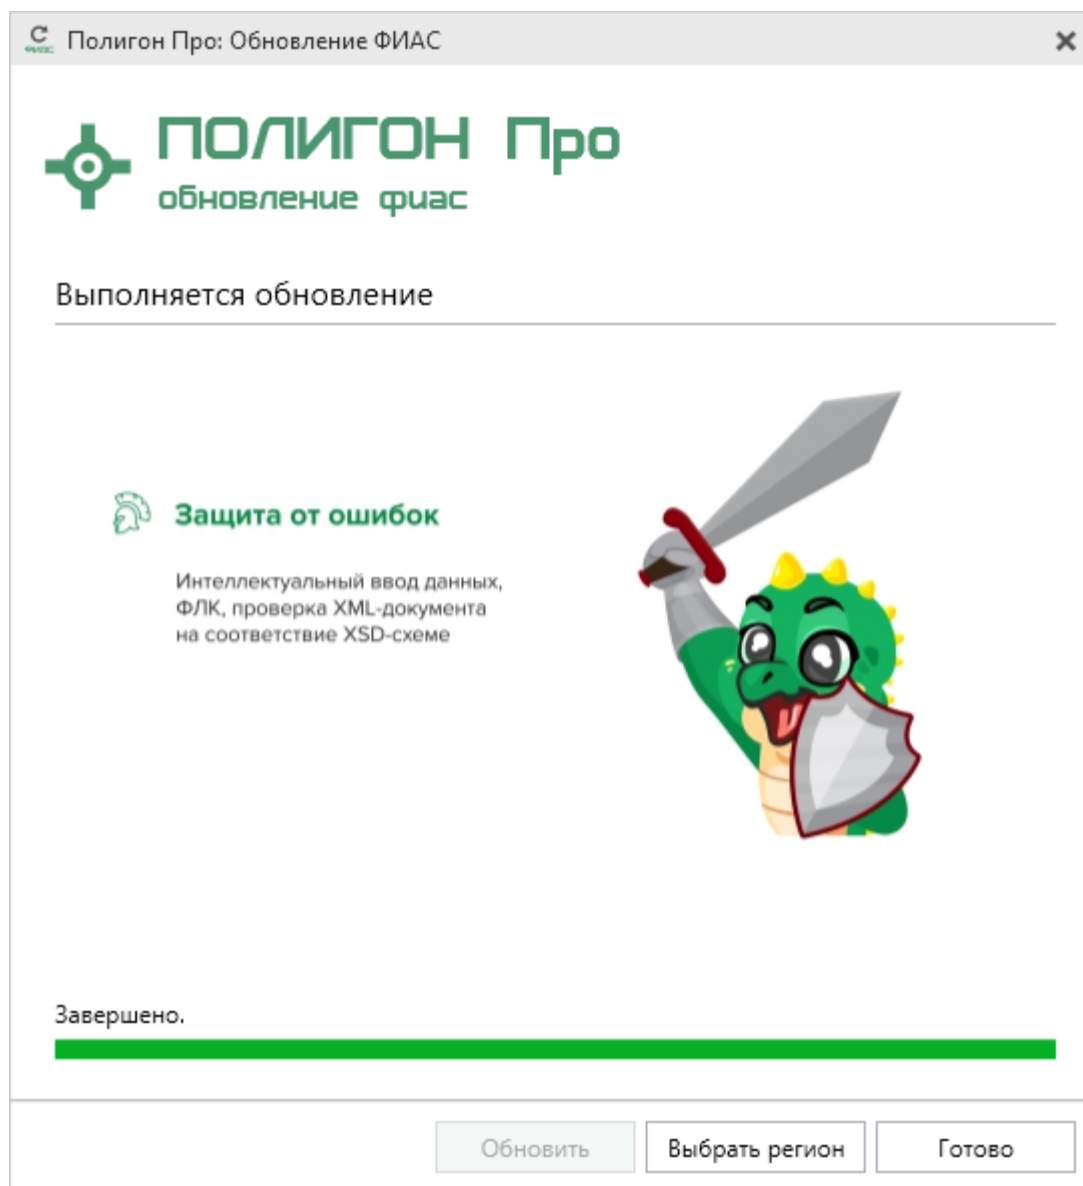 ФИАС
Полигон Про: Обновление ФИАС
ПОЛИГОН Про
обновление фиас
Выполняется обновление
Защита от ошибок
Интеллектуальный ввод данных,
ФЛК, проверка XML-документа
на соответствие XSD-схеме
Завершено.
Обновить
Выбрать регион
Готово